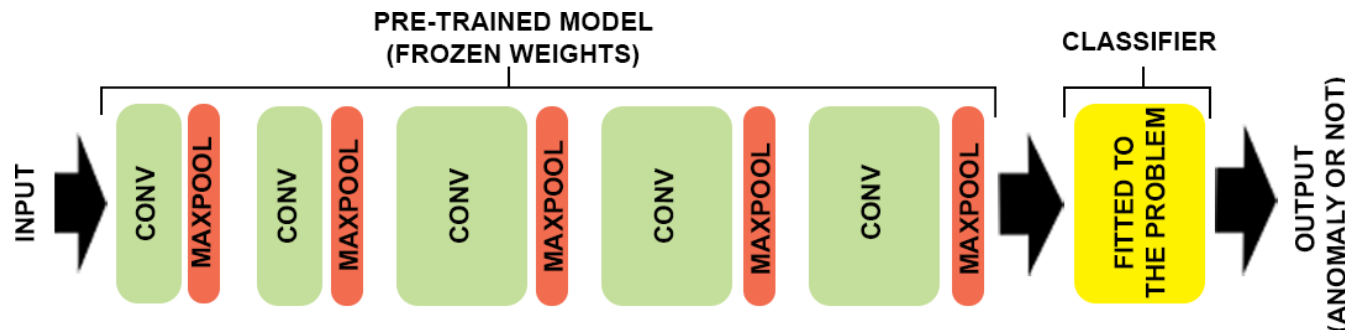 PRE-TRAINED MODEL
(FROZEN WEIGHTS)
CLASSIFIER
INPUT
CONV
MAXPOOL
CONV
MAXPOOL
CONV
MAXPOOL
CONV
MAXPOOL
CONV
MAXPOOL
FITTED TO
THE PROBLEM
OUTPUT
(ANOMALY OR NOT)